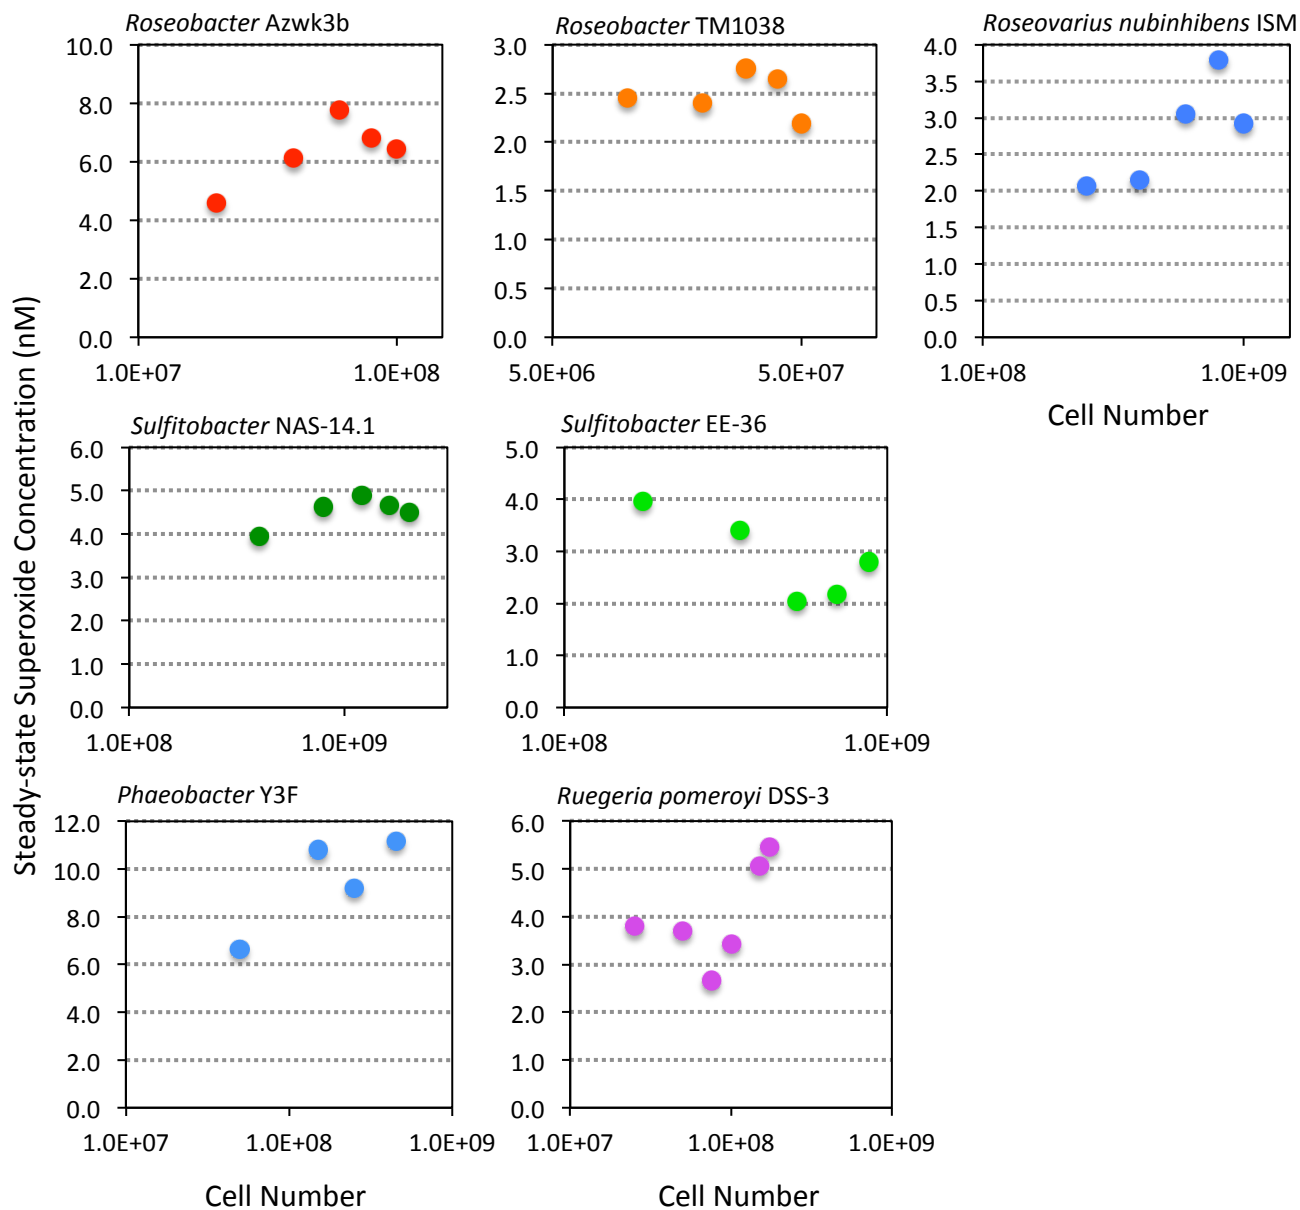 Roseobacter Azwk3b
10.0
8.0
6.0
4.0
2.0
0.0
1.0E+07 1.0E+08
Roseobacter TM1038
3.0
2.5
2.0
1.5
1.0
0.5
0.0
5.0E+06 5.0E+07
Roseovarius nubinhibens ISM
4.0
3.5
3.0
2.5
2.0
1.5
1.0
0.5
0.0
1.0E+08 1.0E+09
Cell Number
Steady-state Superoxide Concentration (nM)
Sulfitobacter NAS-14.1
6.0
5.0
4.0
3.0
2.0
1.0
0.0
1.0E+08 1.0E+09
Sulfitobacter EE-36
5.0
4.0
3.0
2.0
1.0
0.0
1.0E+08 1.0E+09
Phaeobacter Y3F
12.0
10.0
8.0
6.0
4.0
2.0
0.0
1.0E+07 1.0E+08 1.0E+09
Cell Number
Ruegeria pomeroyi DSS-3
6.0
5.0
4.0
3.0
2.0
1.0
0.0
1.0E+07 1.0E+08 1.0E+09
Cell Number